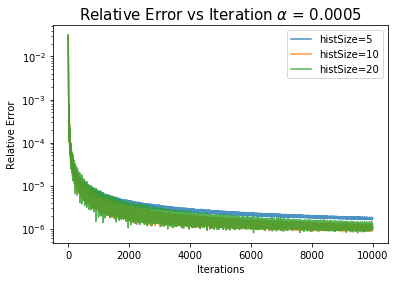 Relative Error vs Iteration α = 0.0005
histSize=5
histSize=10
histSize=20
Relative Error
10⁻²
10⁻³
10⁻⁴
10⁻⁵
10⁻⁶
0 2000 4000 6000 8000 10000
Iterations